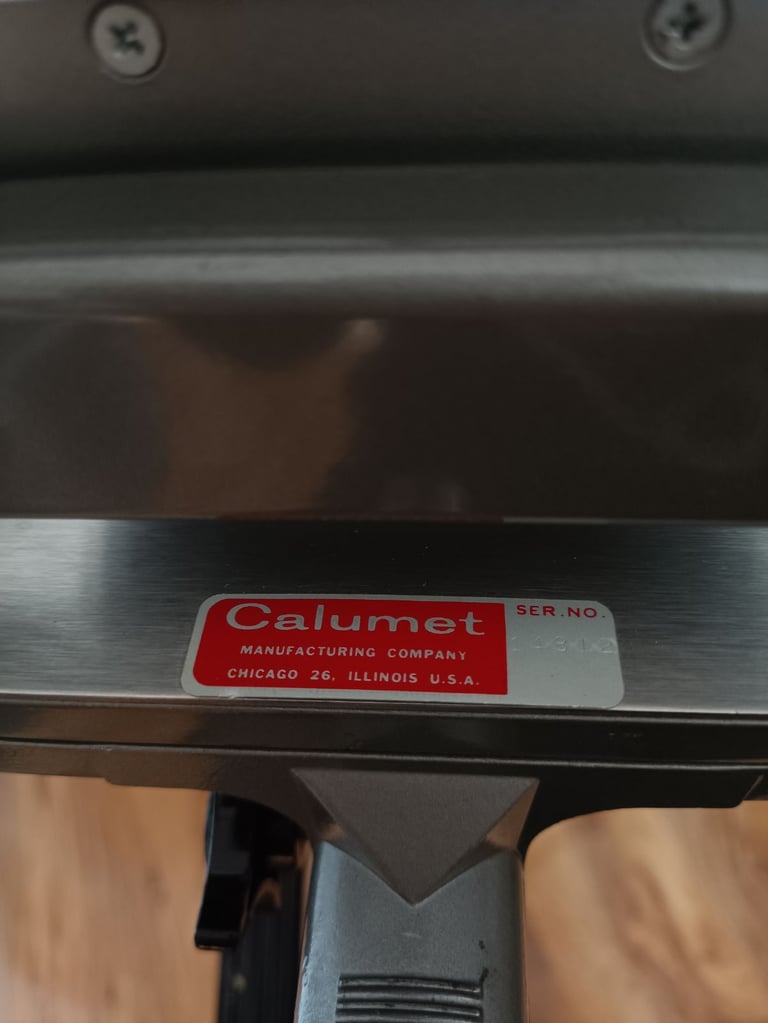 Calumet
MANUFACTURING COMPANY
CHICAGO 26, ILLINOIS U.S.A.
SER.NO.